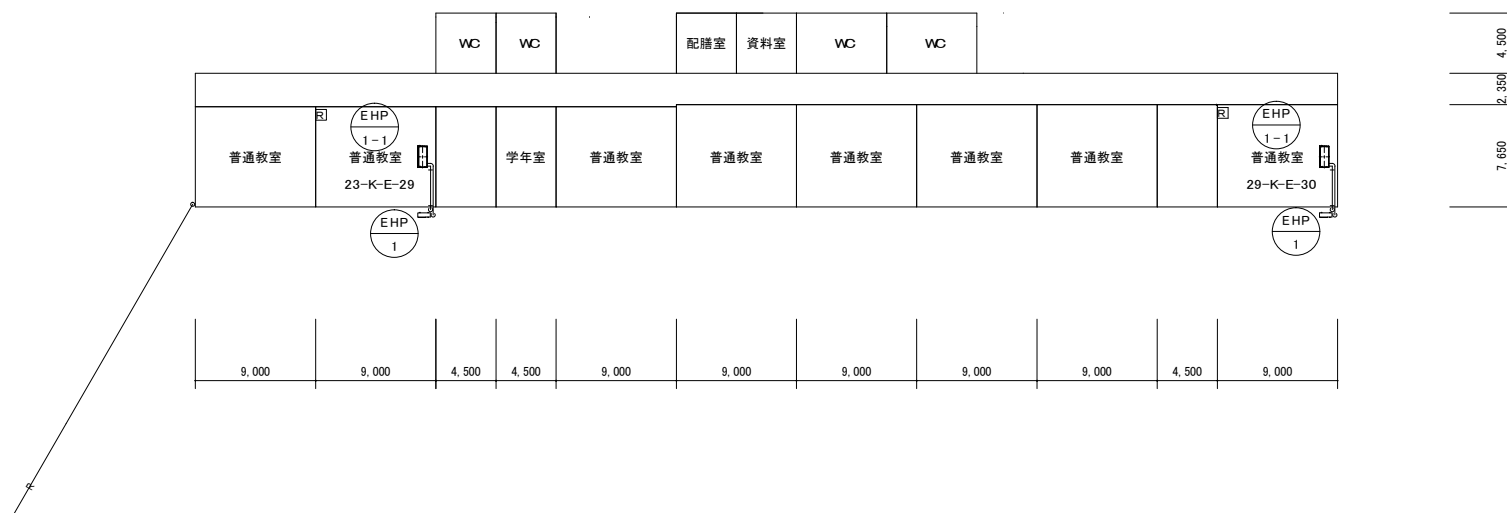 WC WC 配膳室 資料室 WC WC
4,500
2,350
7,650
R EHP 1-1
R EHP 1-1
普通教室 普通教室 学年室 普通教室 普通教室 普通教室 普通教室 普通教室 普通教室
23-K-E-29 29-K-E-30
EHP 1
EHP 1
9,000 9,000 4,500 4,500 9,000 9,000 9,000 9,000 9,000 4,500 9,000